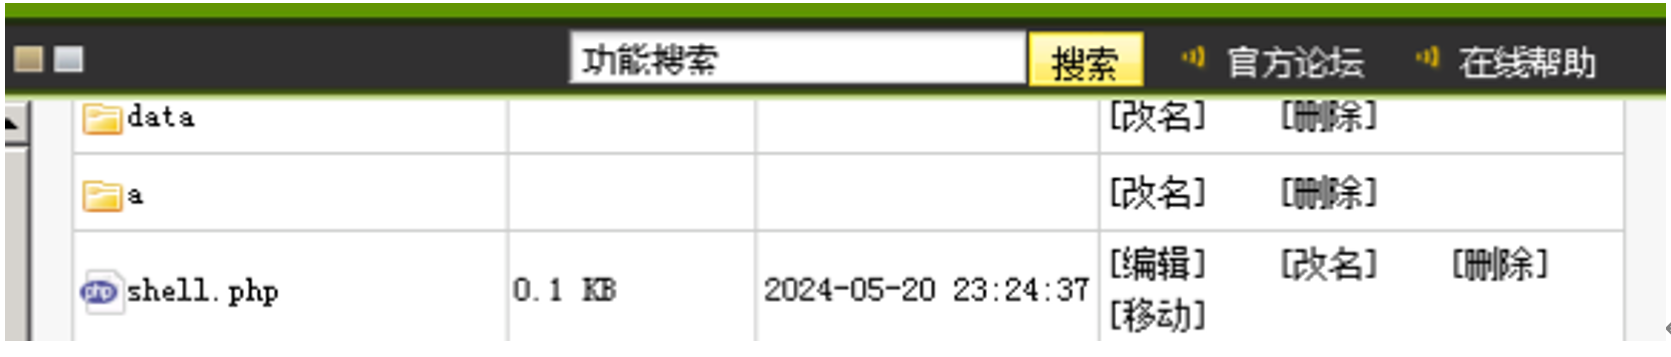 功能搜索 搜索 官方论坛 在线帮助
data [改名] [删除]
a [改名] [删除]
shell.php 0.1 KB 2024-05-20 23:24:37 [编辑] [改名] [删除]
[移动]